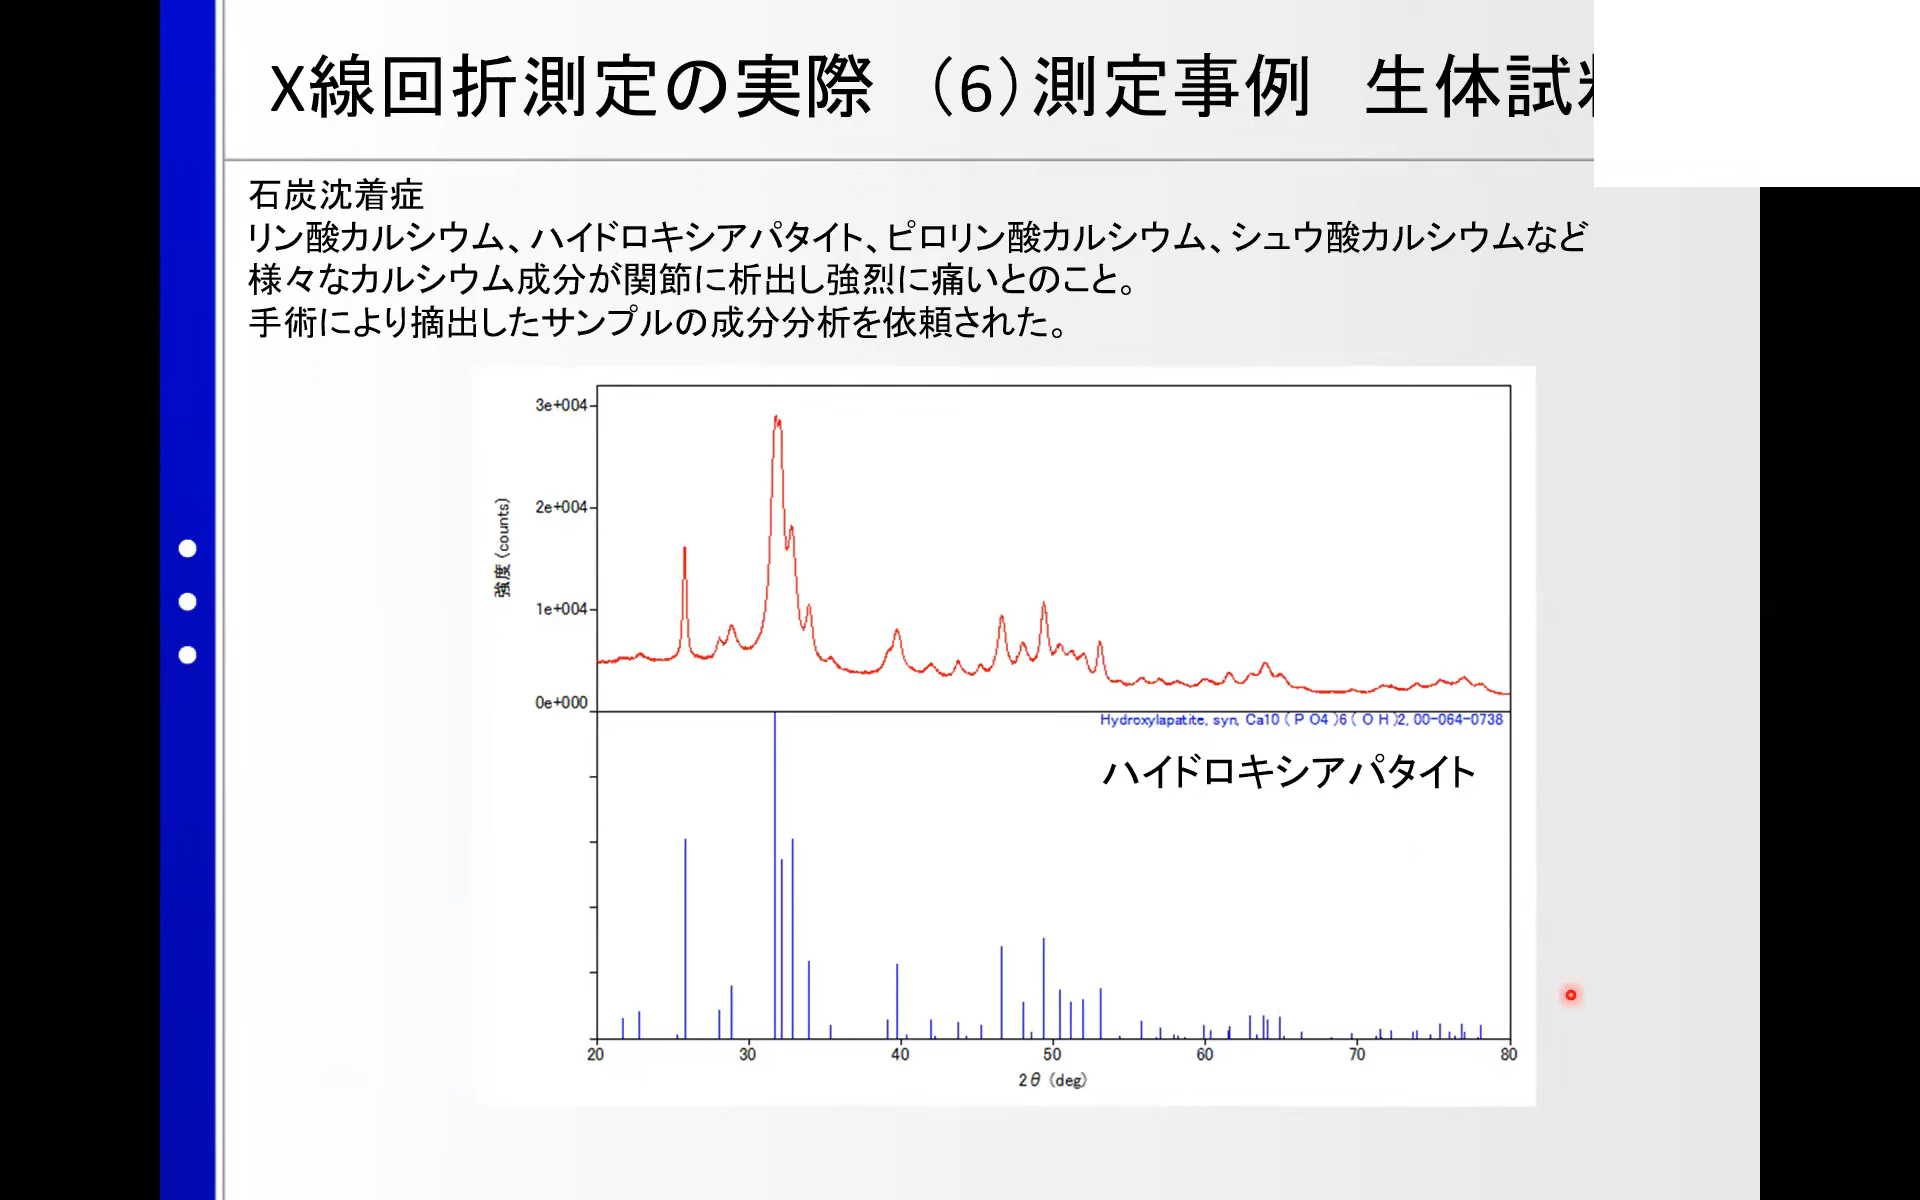 X線回折測定の実際 (6)測定事例 生体試
石炭沈着症
リン酸カルシウム、ハイドロキシアパタイト、ピロリン酸カルシウム、シュウ酸カルシウムなど
様々なカルシウム成分が関節に析出し強烈に痛いとのこと。
手術により摘出したサンプルの成分分析を依頼された。
3e+004
2e+004
1e+004
0e+000
強度 (counts)
Hydroxylapatite, syn, Ca10 ( P O4 )6 ( O H )2, 00-064-0738
ハイドロキシアパタイト
20 30 40 50 60 70 80
2θ (deg)